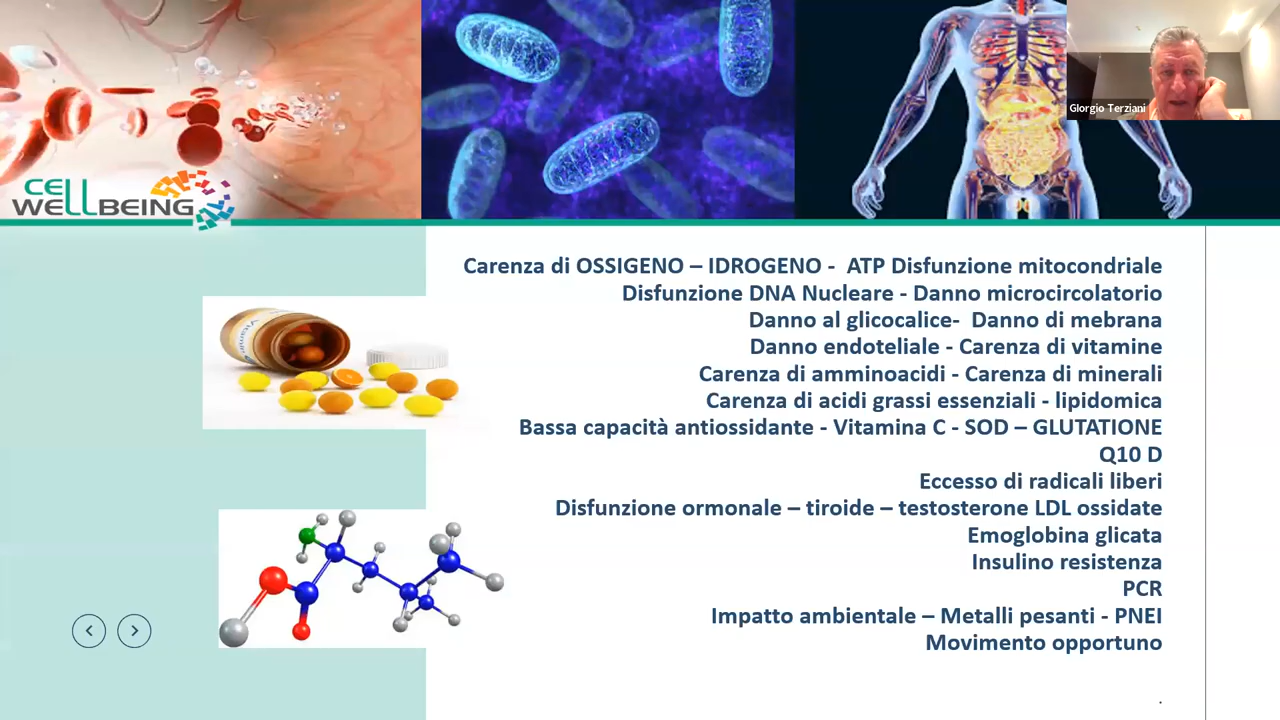 GIorgio Terziani
CELL
WELLBEING
Carenza di OSSIGENO – IDROGENO - ATP Disfunzione mitocondriale
Disfunzione DNA Nucleare - Danno microcircolatorio
Danno al glicocalice- Danno di mebrana
Danno endoteliale - Carenza di vitamine
Carenza di amminoacidi - Carenza di minerali
Carenza di acidi grassi essenziali - lipidomica
Bassa capacità antiossidante - Vitamina C - SOD – GLUTATIONE
Q10 D
Eccesso di radicali liberi
Disfunzione ormonale – tiroide – testosterone LDL ossidate
Emoglobina glicata
Insulino resistenza
PCR
Impatto ambientale – Metalli pesanti - PNEI
Movimento opportuno
.